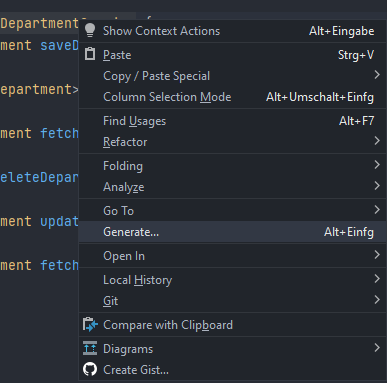 DepartmentService {
Show Context Actions Alt+Eingabe
ment saveD
Paste Strg+V
Copy / Paste Special
epartment>
Column Selection Mode Alt+Umschalt+Einfg
Find Usages Alt+F7
ment fetch
Refactor
Folding
eleteDepar
Analyze
Go To
ment updat
Generate... Alt+Einfg
Open In
ment fetch
Local History
Git
Compare with Clipboard
Diagrams
Create Gist...